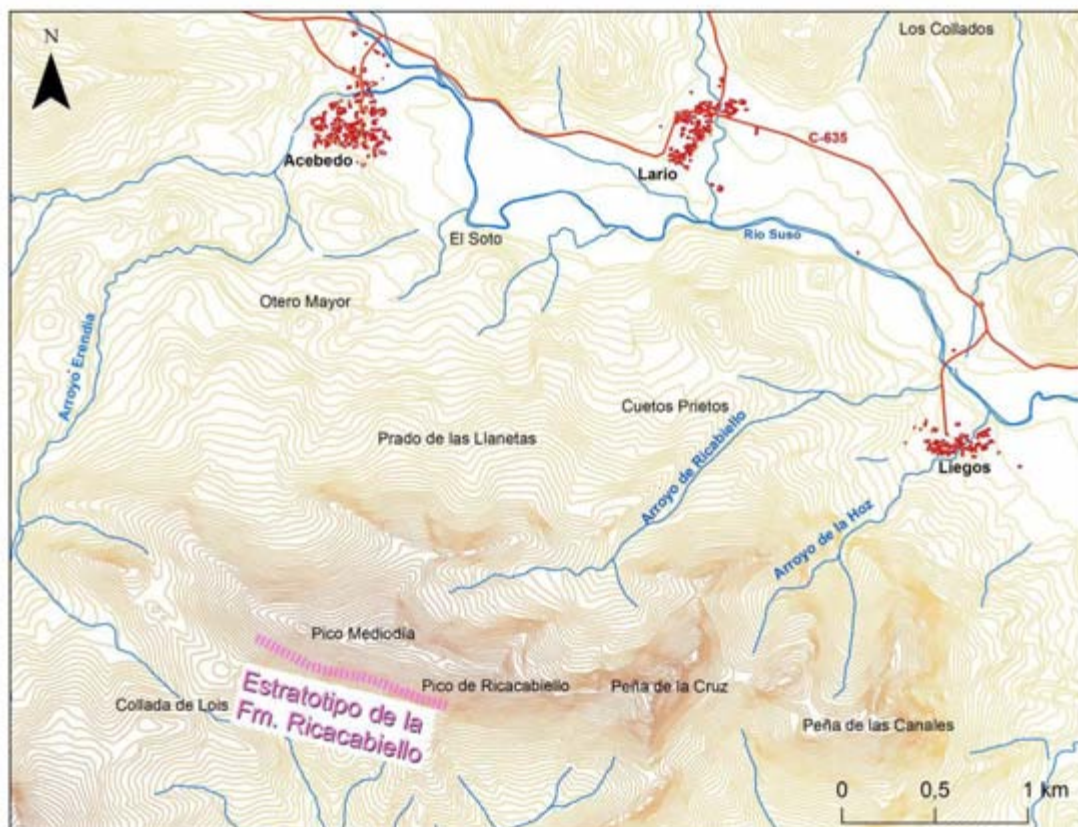 N
Los Collados
Acebedo
Lario
C-635
El Soto
Río Susó
Otero Mayor
Arroyo Erendia
Cuetos Prietos
Prado de las Llanetas
Arroyo de Ricabiello
Liegos
Arroyo de la Hoz
Pico Mediodía
Pico de Ricacabiello
Peña de la Cruz
Collada de Lois
Estratotipo de la
Fm. Ricacabiello
Peña de las Canales
0 0,5 1 km